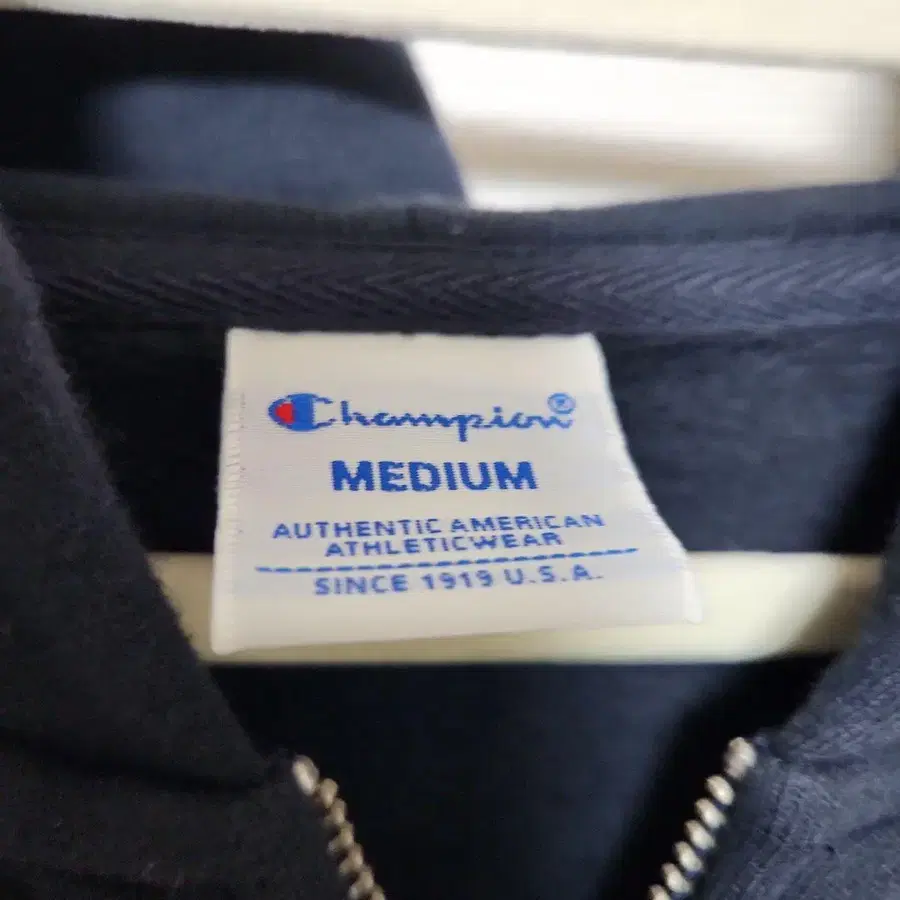 Champion®
MEDIUM
AUTHENTIC AMERICAN
ATHLETICWEAR
SINCE 1919 U.S.A.